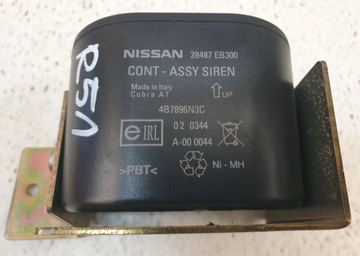 NISSAN 28487 EB300
CONT - ASSY SIREN
Made in Italy
Cobra AT
UP
4B7896N3C
e IRL
02 0344
A-00 0044
>PBT<
Ni - MH
R51